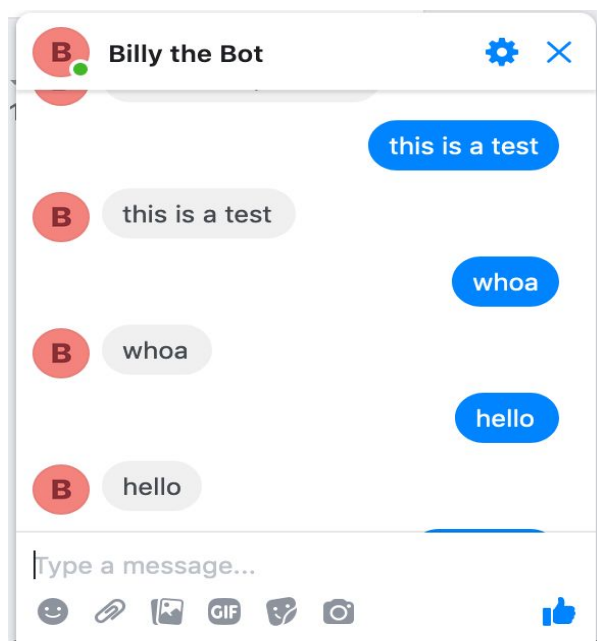 B Billy the Bot
this is a test
B this is a test
whoa
B whoa
hello
B hello
Type a message...
GIF